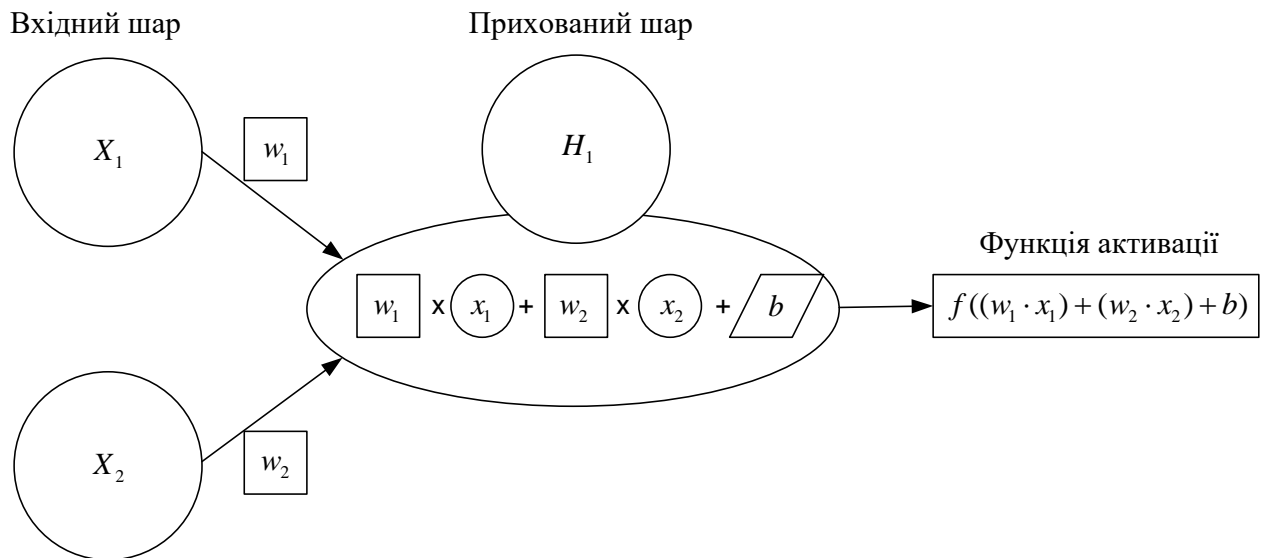 Вхідний шар
Прихований шар
X₁
w₁
H₁
Функція активації
w₁ x x₁ + w₂ x x₂ + b
f((w₁ · x₁) + (w₂ · x₂) + b)
X₂
w₂